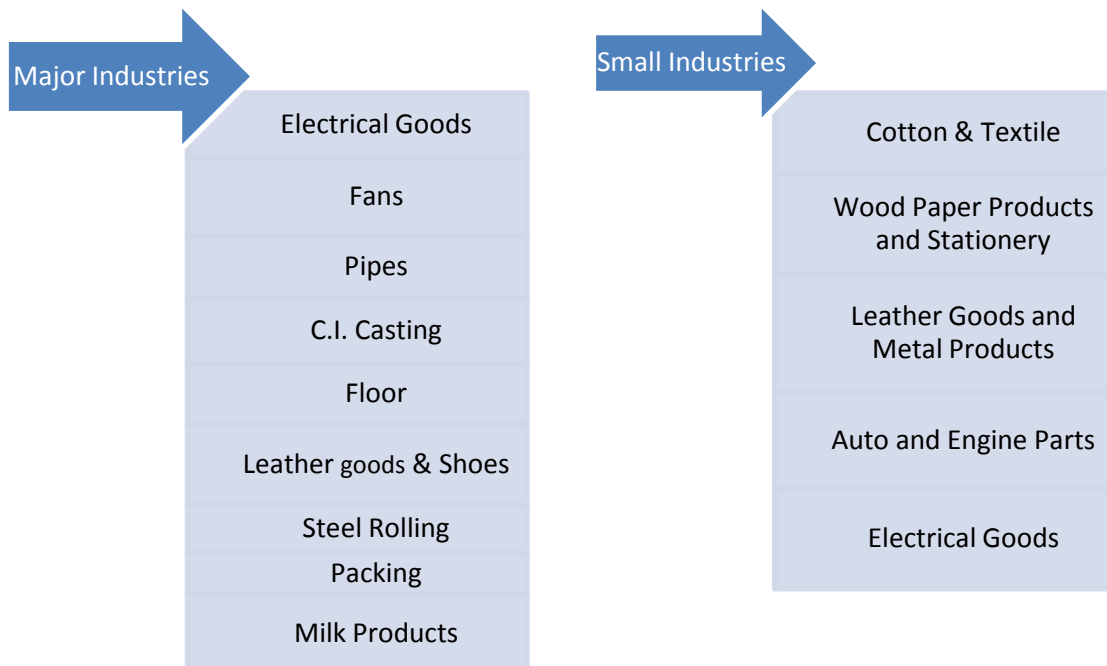 Major Industries
Electrical Goods
Fans
Pipes
C.I. Casting
Floor
Leather goods & Shoes
Steel Rolling
Packing
Milk Products
Small Industries
Cotton & Textile
Wood Paper Products
and Stationery
Leather Goods and
Metal Products
Auto and Engine Parts
Electrical Goods